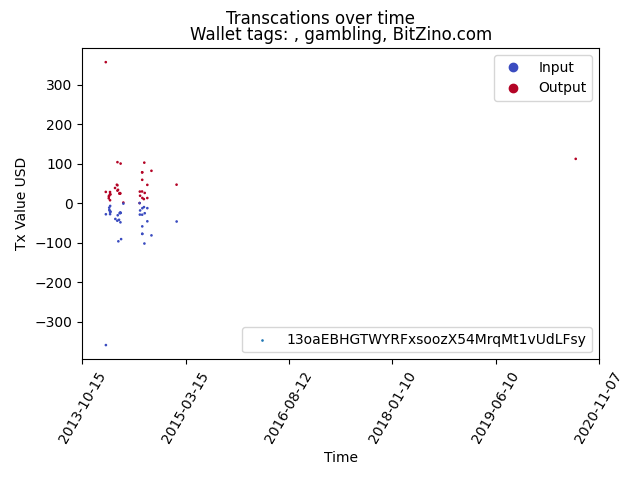 Transcations over time
Wallet tags: , gambling, BitZino.com
Input
Output
Tx Value USD
300
200
100
0
−100
−200
−300
13oaEBHGTWYRFxsoozX54MrqMt1vUdLFsy
2013-10-15
2015-03-15
2016-08-12
2018-01-10
2019-06-10
2020-11-07
Time